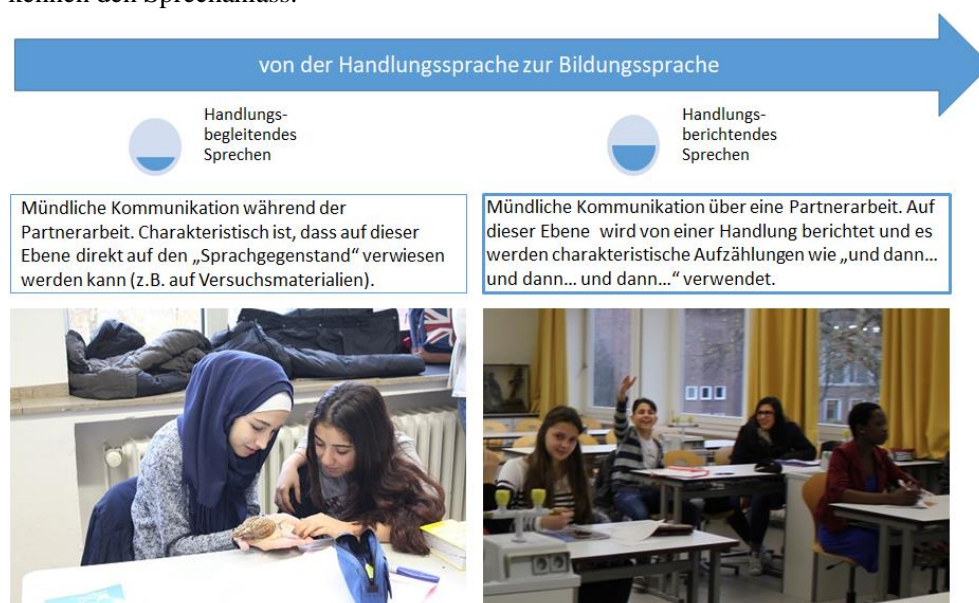 kennen den Sprechanlass.
von der Handlungssprache zur Bildungssprache
Handlungs-
begleitendes
Sprechen
Handlungs-
berichtendes
Sprechen
Mündliche Kommunikation während der
Partnerarbeit. Charakteristisch ist, dass auf dieser
Ebene direkt auf den „Sprachgegenstand“ verwiesen
werden kann (z.B. auf Versuchsmaterialien).
Mündliche Kommunikation über eine Partnerarbeit. Auf
dieser Ebene  wird von einer Handlung berichtet und es
werden charakteristische Aufzählungen wie „und dann…
und dann… und dann…“ verwendet.